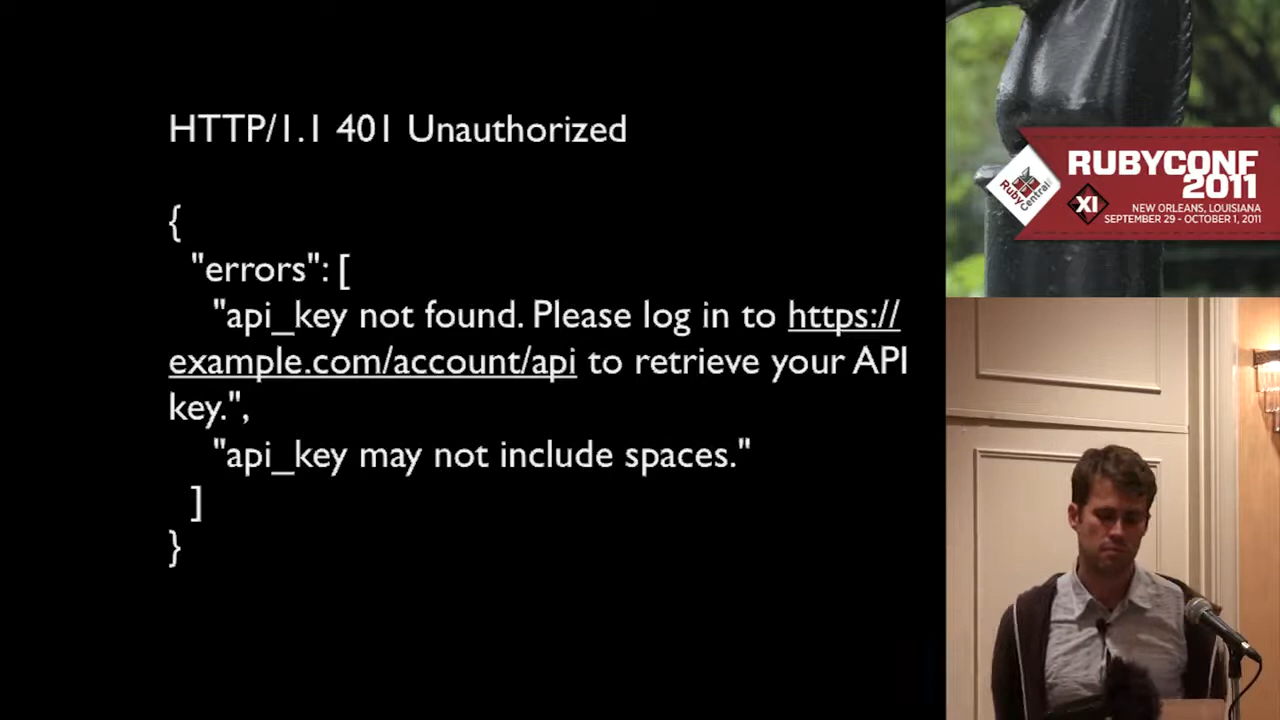 HTTP/1.1 401 Unauthorized
{
"errors": [
"api_key not found. Please log in to https://
example.com/account/api to retrieve your API
key.",
"api_key may not include spaces."
]
}
RUBYCONF
2011
RubyCentral
XI
NEW ORLEANS, LOUISIANA
SEPTEMBER 29 - OCTOBER 1, 2011